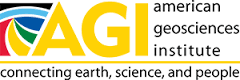 AGI
american
geosciences
institute
connecting earth, science, and people